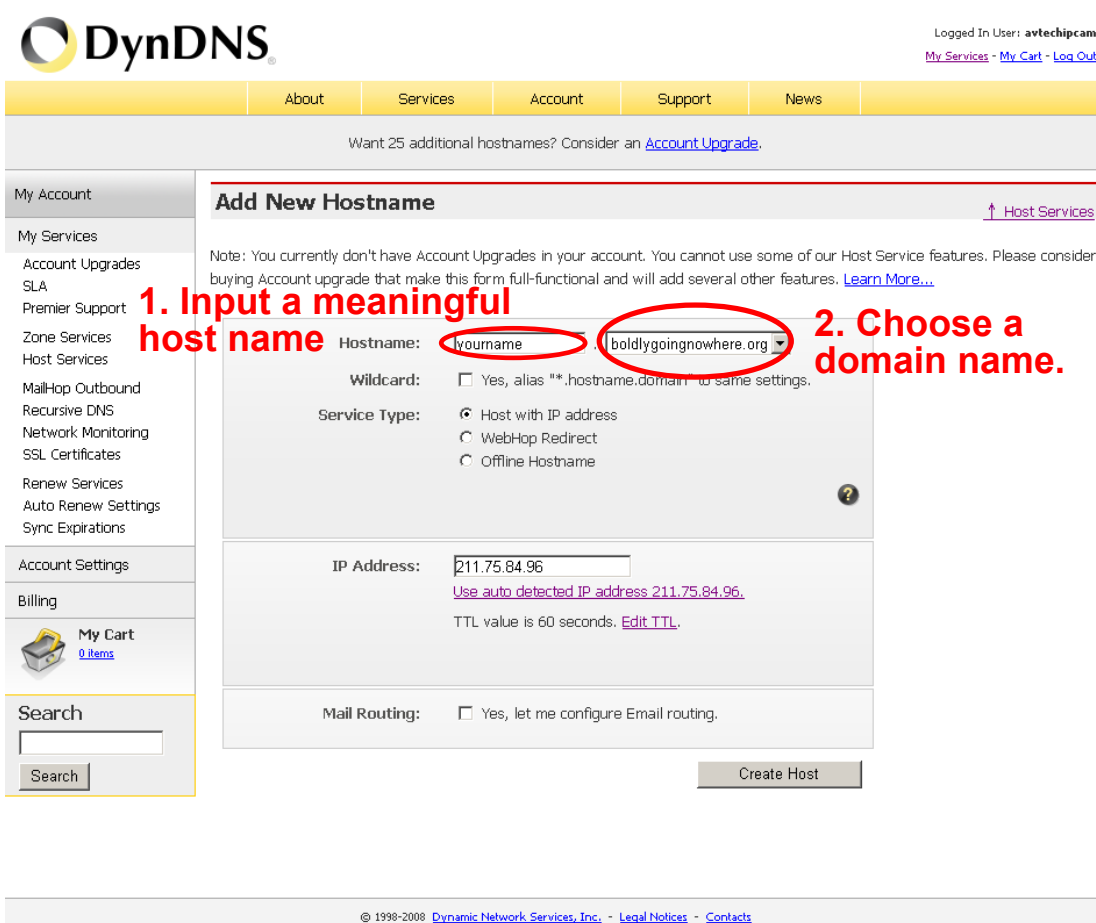 DynDNS®
Logged In User: avtechipcam
My Services - My Cart - Log Out
About Services Account Support News
Want 25 additional hostnames? Consider an Account Upgrade.
My Account
My Services
Account Upgrades
SLA
Premier Support
Zone Services
Host Services
MailHop Outbound
Recursive DNS
Network Monitoring
SSL Certificates
Renew Services
Auto Renew Settings
Sync Expirations
Account Settings
Billing
My Cart
0 items
Search
Search
Add New Hostname
↑ Host Services
Note: You currently don't have Account Upgrades in your account. You cannot use some of our Host Service features. Please consider
buying Account upgrade that make this form full-functional and will add several other features. Learn More...
1. Input a meaningful
host name
2. Choose a
domain name.
Hostname: yourname . boldlygoingnowhere.org
Wildcard: Yes, alias "*.hostname.domain" to same settings.
Service Type: Host with IP address
WebHop Redirect
Offline Hostname
?
IP Address: 211.75.84.96
Use auto detected IP address 211.75.84.96.
TTL value is 60 seconds. Edit TTL.
Mail Routing: Yes, let me configure Email routing.
Create Host
© 1998-2008 Dynamic Network Services, Inc. - Legal Notices - Contacts